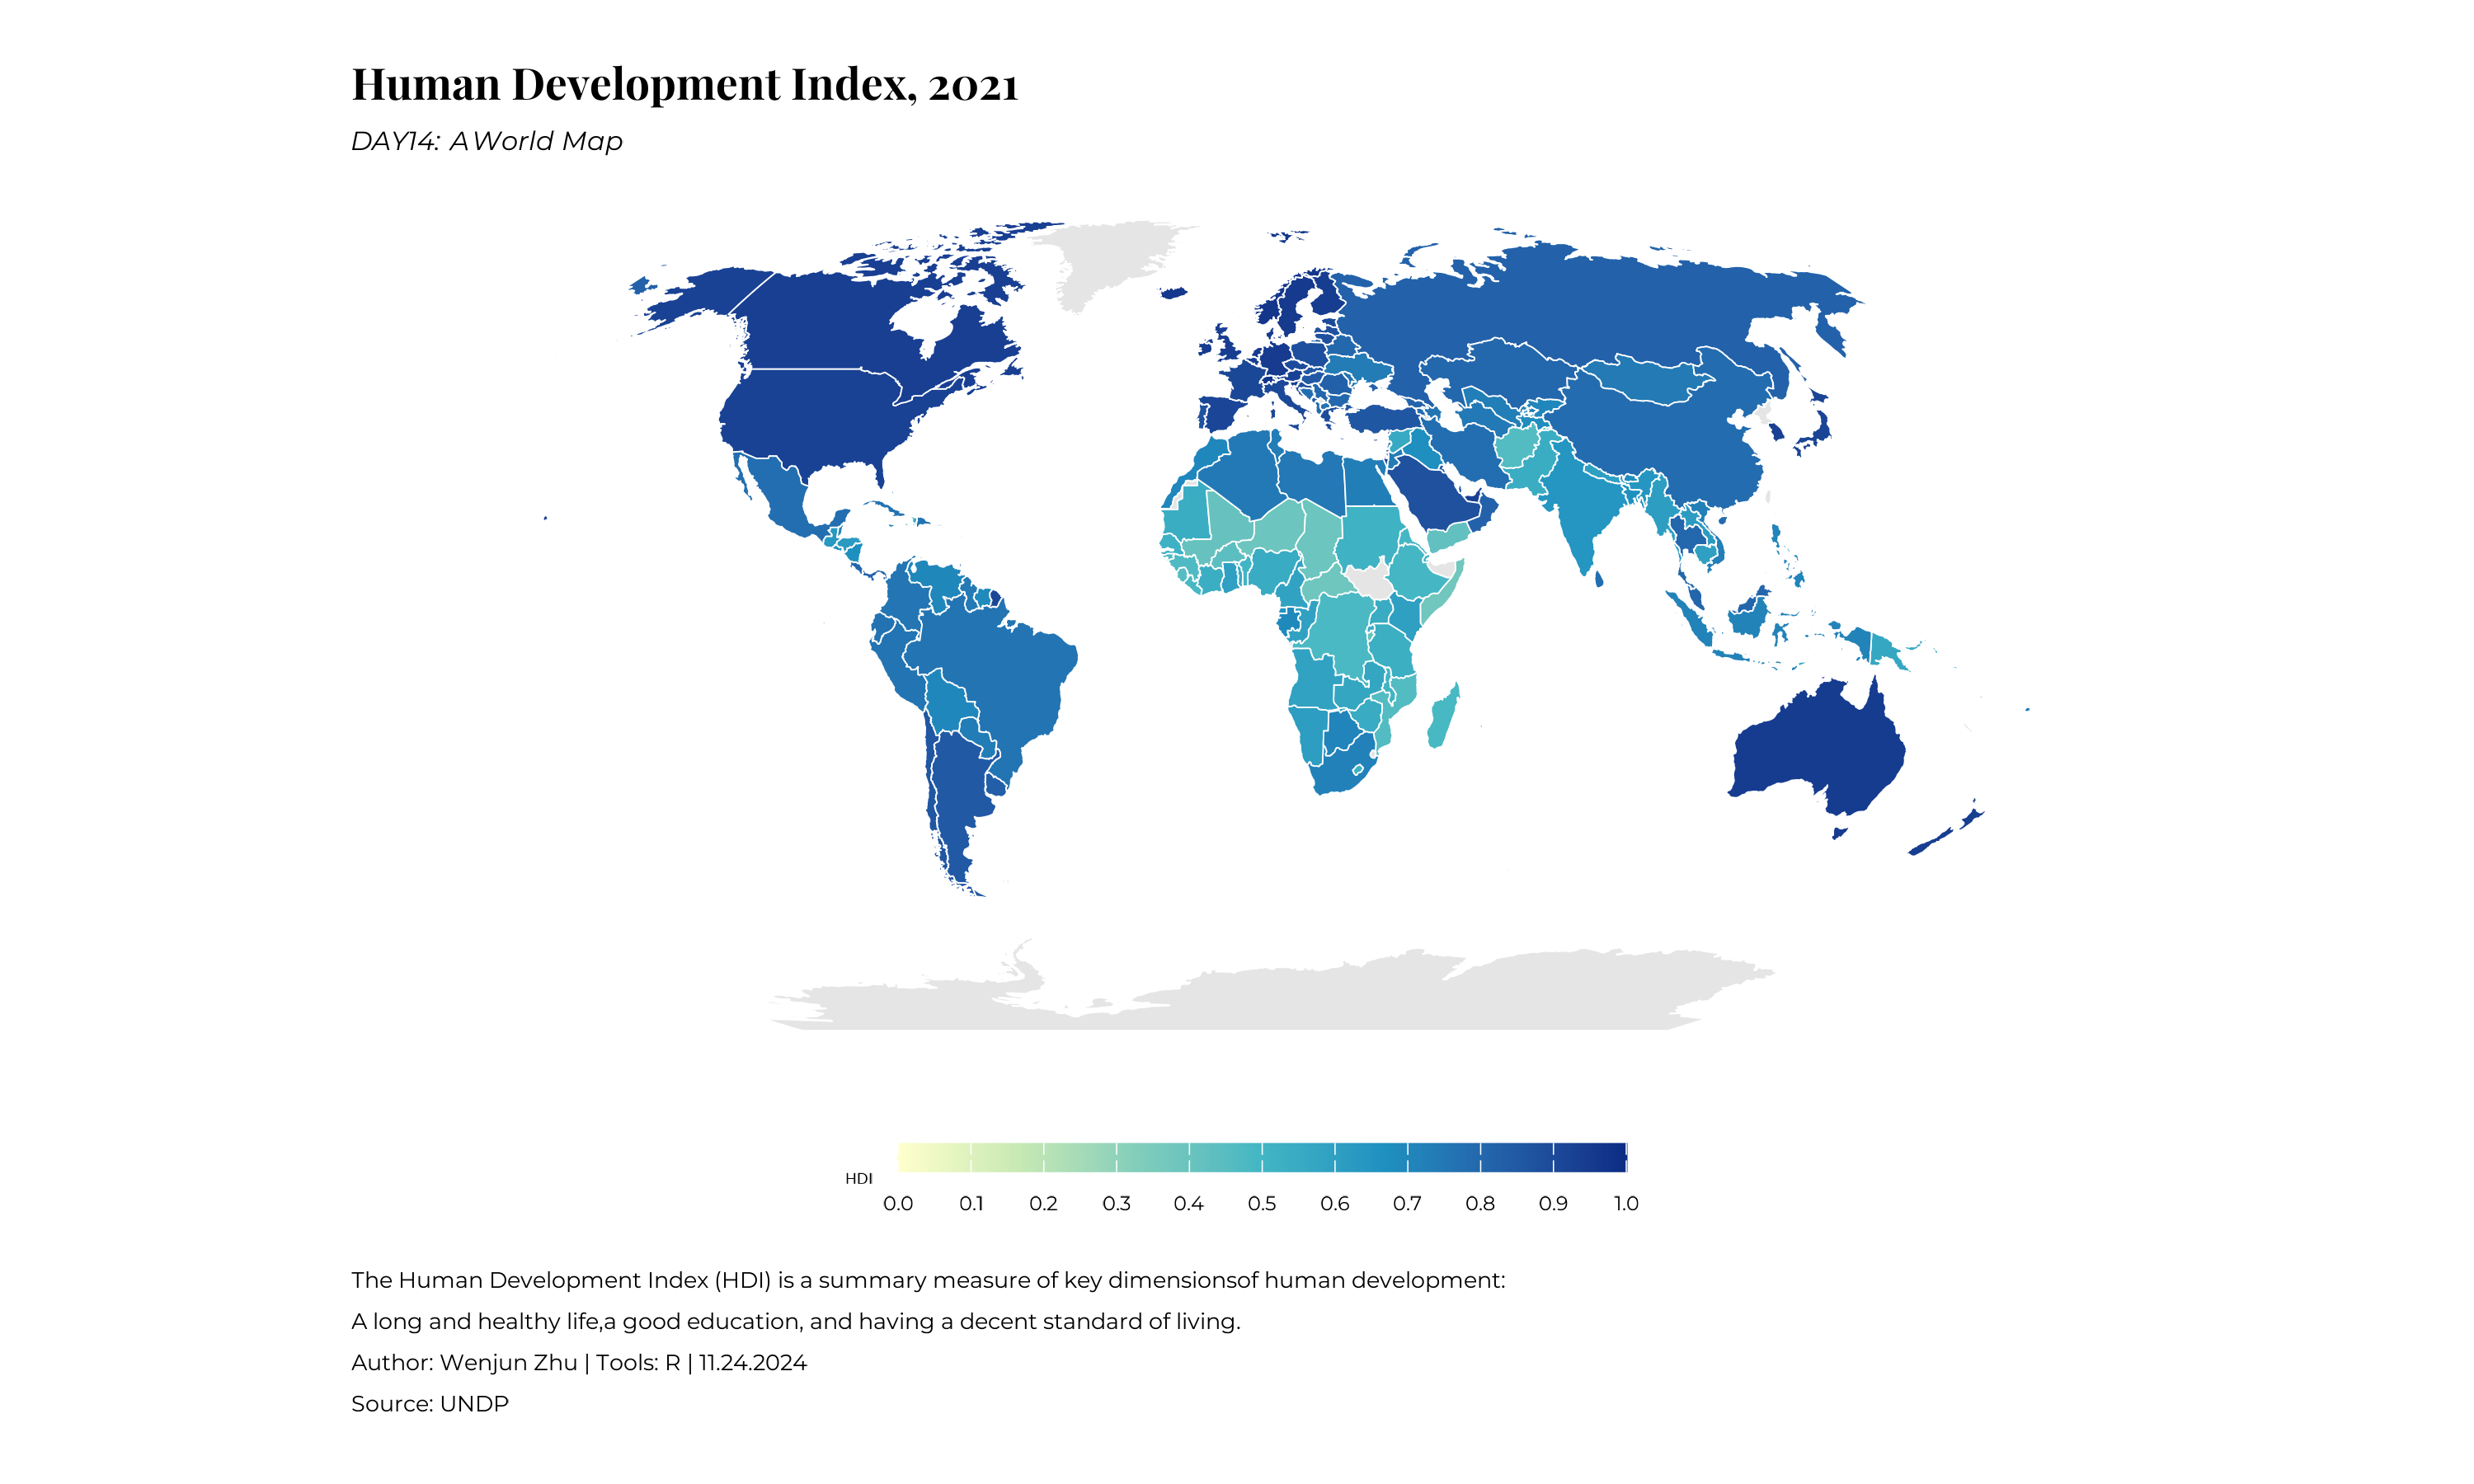 Human Development Index, 2021
DAY14: A World Map
HDI
0.0 0.1 0.2 0.3 0.4 0.5 0.6 0.7 0.8 0.9 1.0
The Human Development Index (HDI) is a summary measure of key dimensionsof human development:
A long and healthy life,a good education, and having a decent standard of living.
Author: Wenjun Zhu | Tools: R | 11.24.2024
Source: UNDP